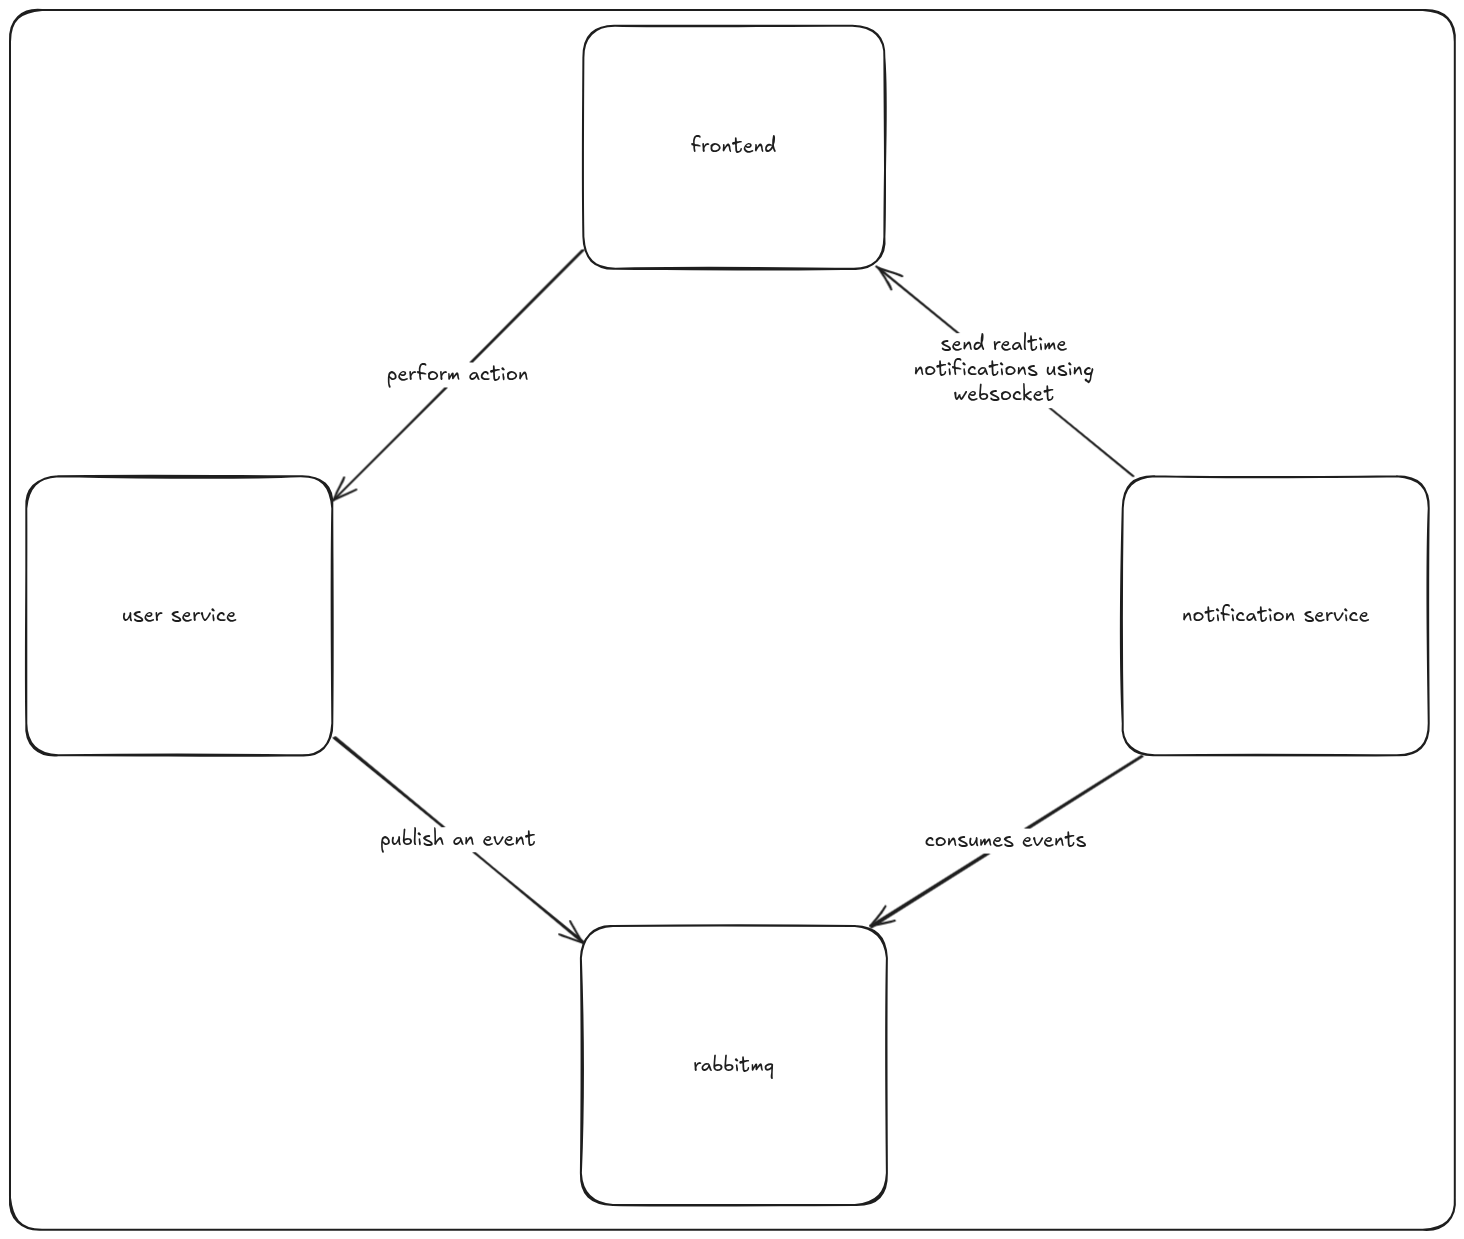 frontend
send realtime
notifications using
websocket
perform action
user service
notification service
publish an event
consumes events
rabbitmq